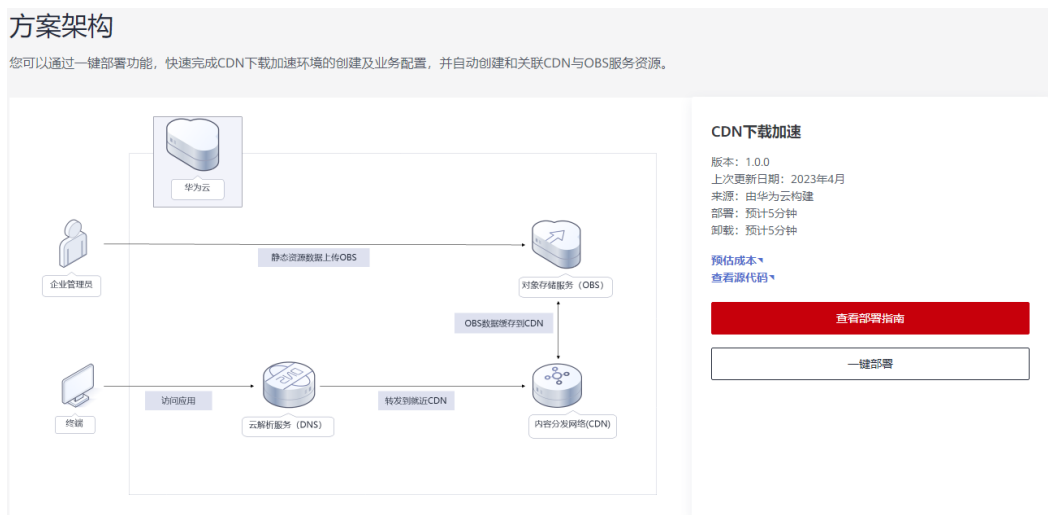 方案架构
您可以通过一键部署功能，快速完成CDN下载加速环境的创建及业务配置，并自动创建和关联CDN与OBS服务资源。
华为云
静态资源数据上传OBS
企业管理员
对象存储服务（OBS）
OBS数据缓存到CDN
访问应用
转发到就近CDN
终端
云解析服务（DNS）
内容分发网络(CDN)
CDN下载加速
版本：1.0.0
上次更新日期：2023年4月
来源：由华为云构建
部署：预计5分钟
卸载：预计5分钟
预估成本
查看源代码
查看部署指南
一键部署